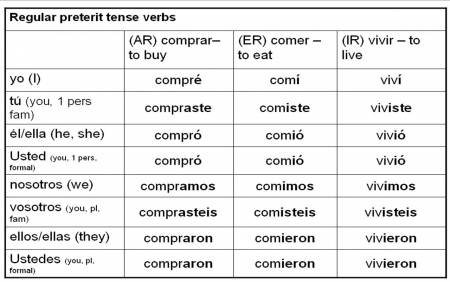 Regular preterit tense verbs
(AR) comprar– (ER) comer – (IR) vivir – to
to buy to eat live
yo (I) compré comí viví
tú (you, 1 pers compraste comiste viviste
fam)
él/ella (he, she) compró comió vivió
Usted (you, 1 pers, compró comió vivió
formal)
nosotros (we) compramos comimos vivimos
vosotros (you, pl, comprasteis comisteis vivisteis
fam)
ellos/ellas (they) compraron comieron vivieron
Ustedes (you, pl, compraron comieron vivieron
formal)